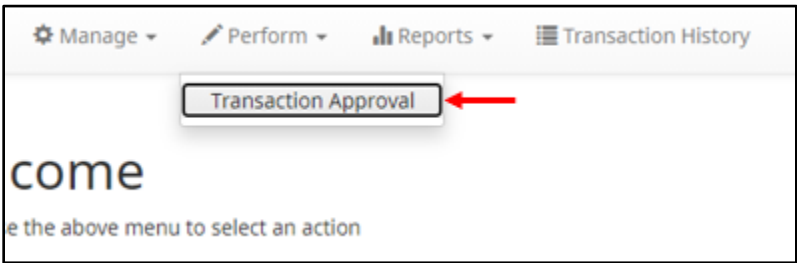 Manage Perform Reports Transaction History
Transaction Approval
come
e the above menu to select an action